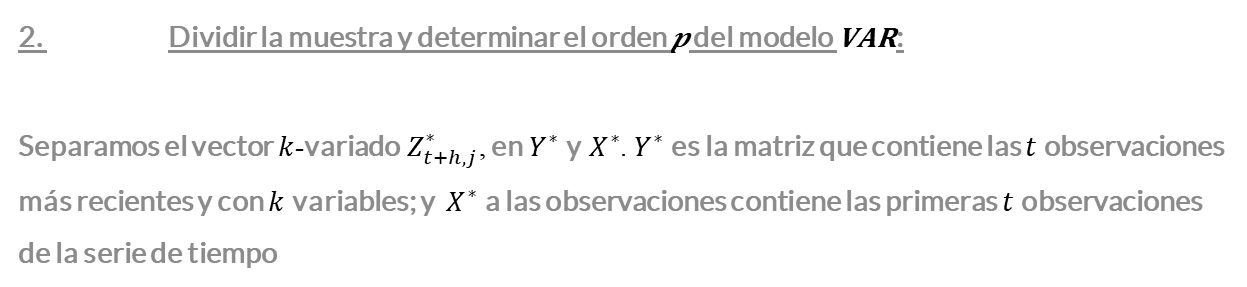 2. Dividir la muestra y determinar el orden p del modelo VAR:
Separamos el vector k-variado Z*t+h,j, en Y* y X*. Y* es la matriz que contiene las t observaciones
más recientes y con k variables; y X* a las observaciones contiene las primeras t observaciones
de la serie de tiempo